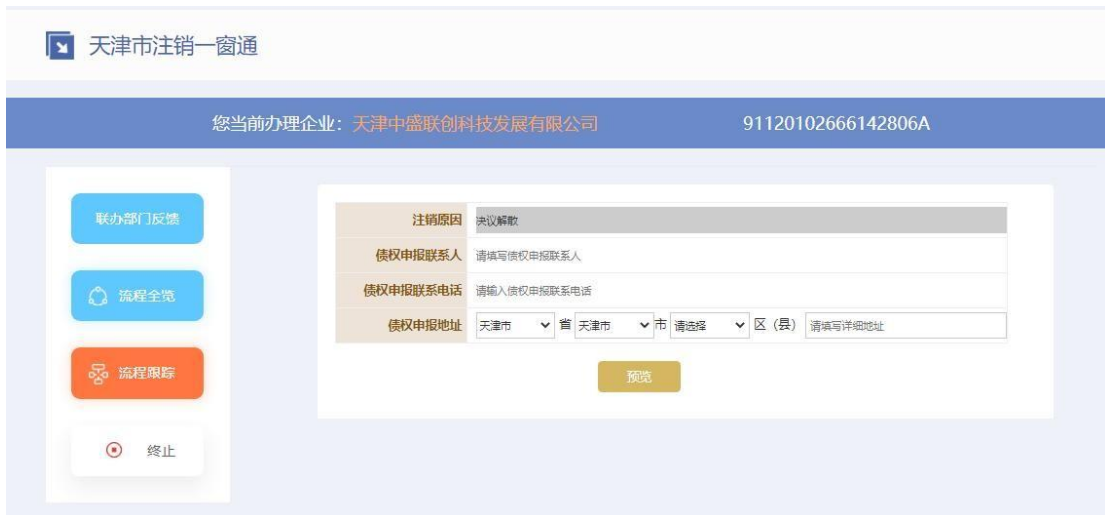 天津市注销一窗通
您当前办理企业：天津中盛联创科技发展有限公司 91120102666142806A
联办部门反馈
流程全览
流程跟踪
终止
注销原因 决议解散
债权申报联系人 请填写债权申报联系人
债权申报联系电话 请输入债权申报联系电话
债权申报地址 天津市 省 天津市 市 请选择 区（县） 请填写详细地址
预览